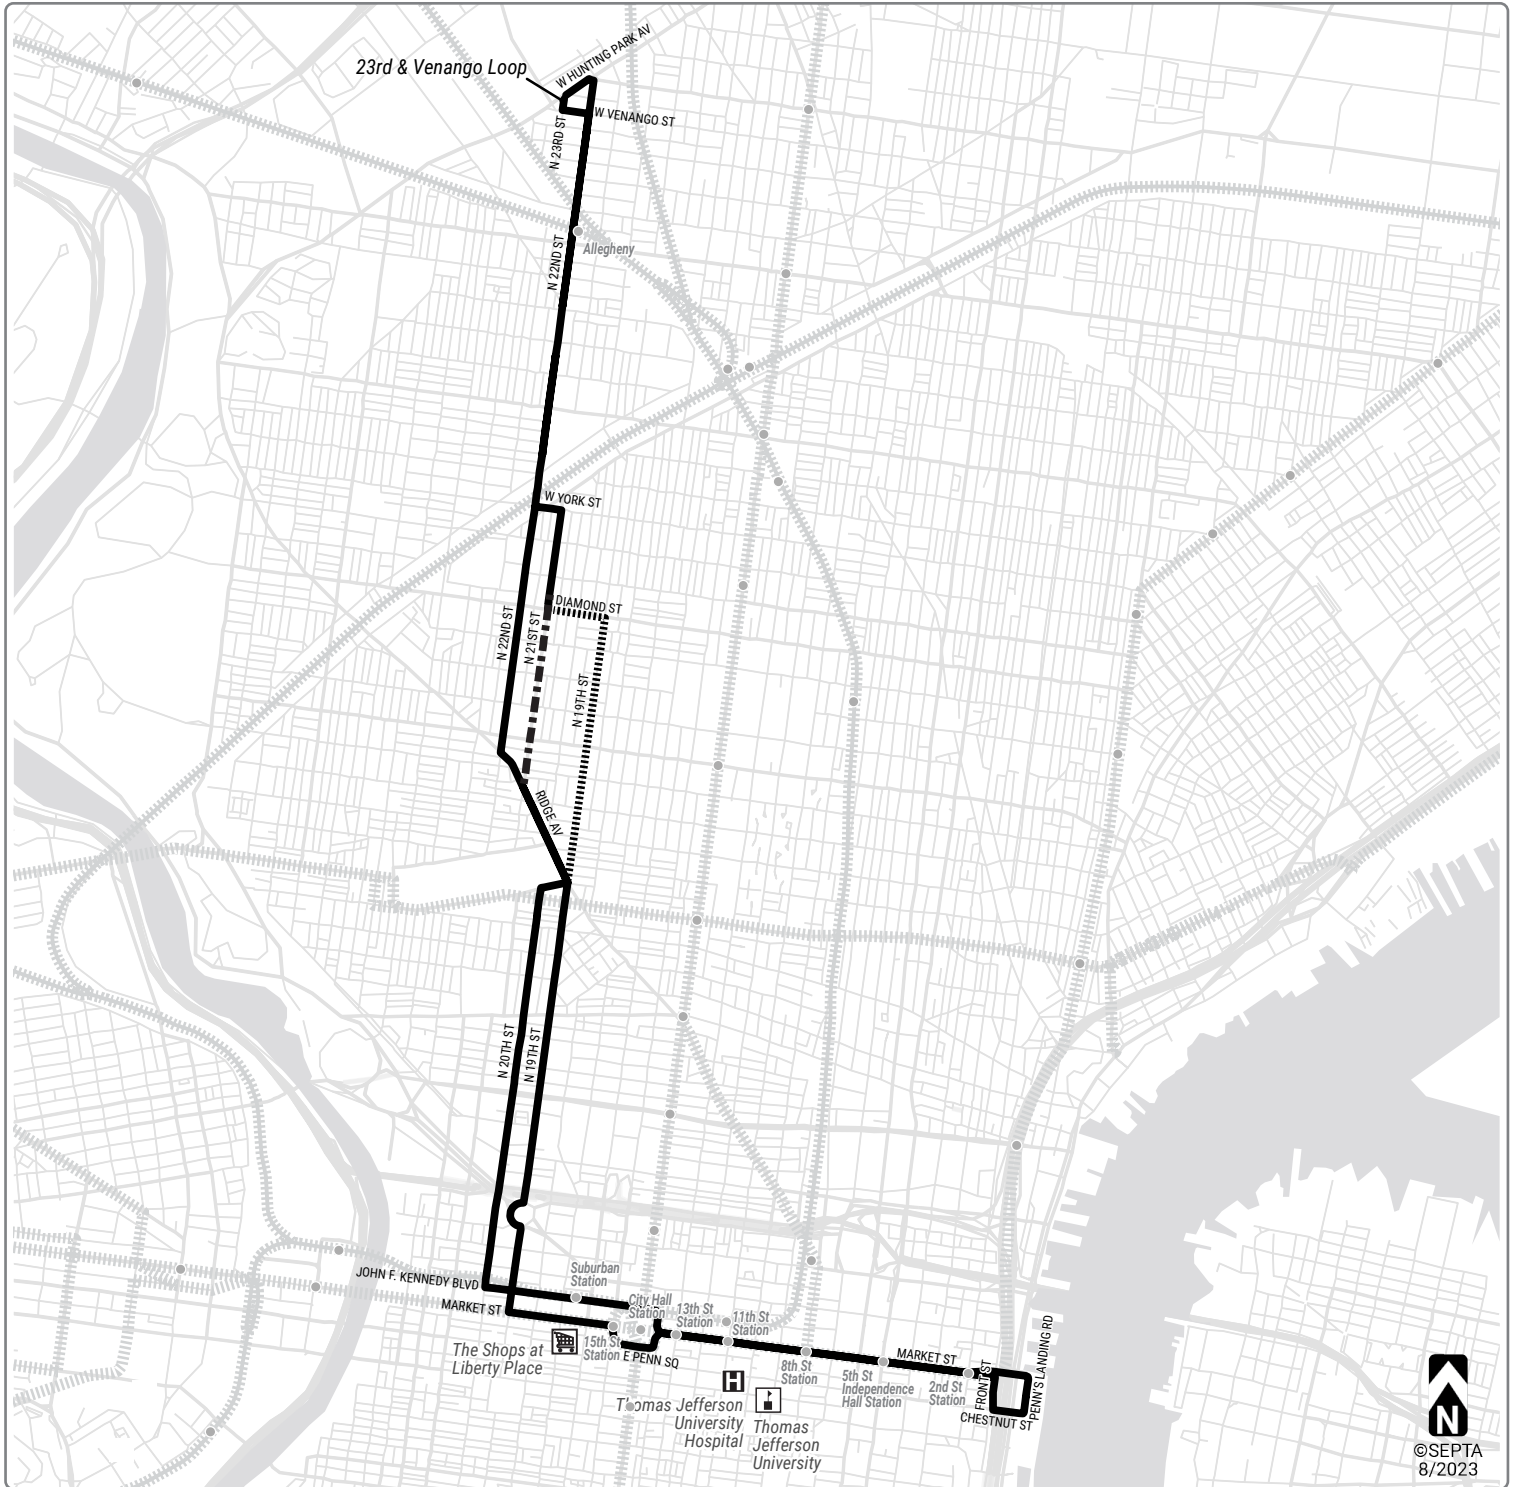 W HUNTING PARK AV
23rd & Venango Loop
W VENANGO ST
N 23RD ST
N 22ND ST
Allegheny
W YORK ST
DIAMOND ST
N 22ND ST
N 21ST ST
N 19TH ST
RIDGE AV
N 20TH ST
N 19TH ST
JOHN F. KENNEDY BLVD
Suburban
Station
MARKET ST
City Hall
Station
13th St
Station
11th St
Station
The Shops at
Liberty Place
15th St
Station
E PENN SQ
8th St
Station
MARKET ST
5th St
Independence
Hall Station
2nd St
Station
FRONT ST
PENN'S LANDING RD
CHESTNUT ST
H
Thomas Jefferson
University
Hospital
Thomas
Jefferson
University
N
©SEPTA
8/2023